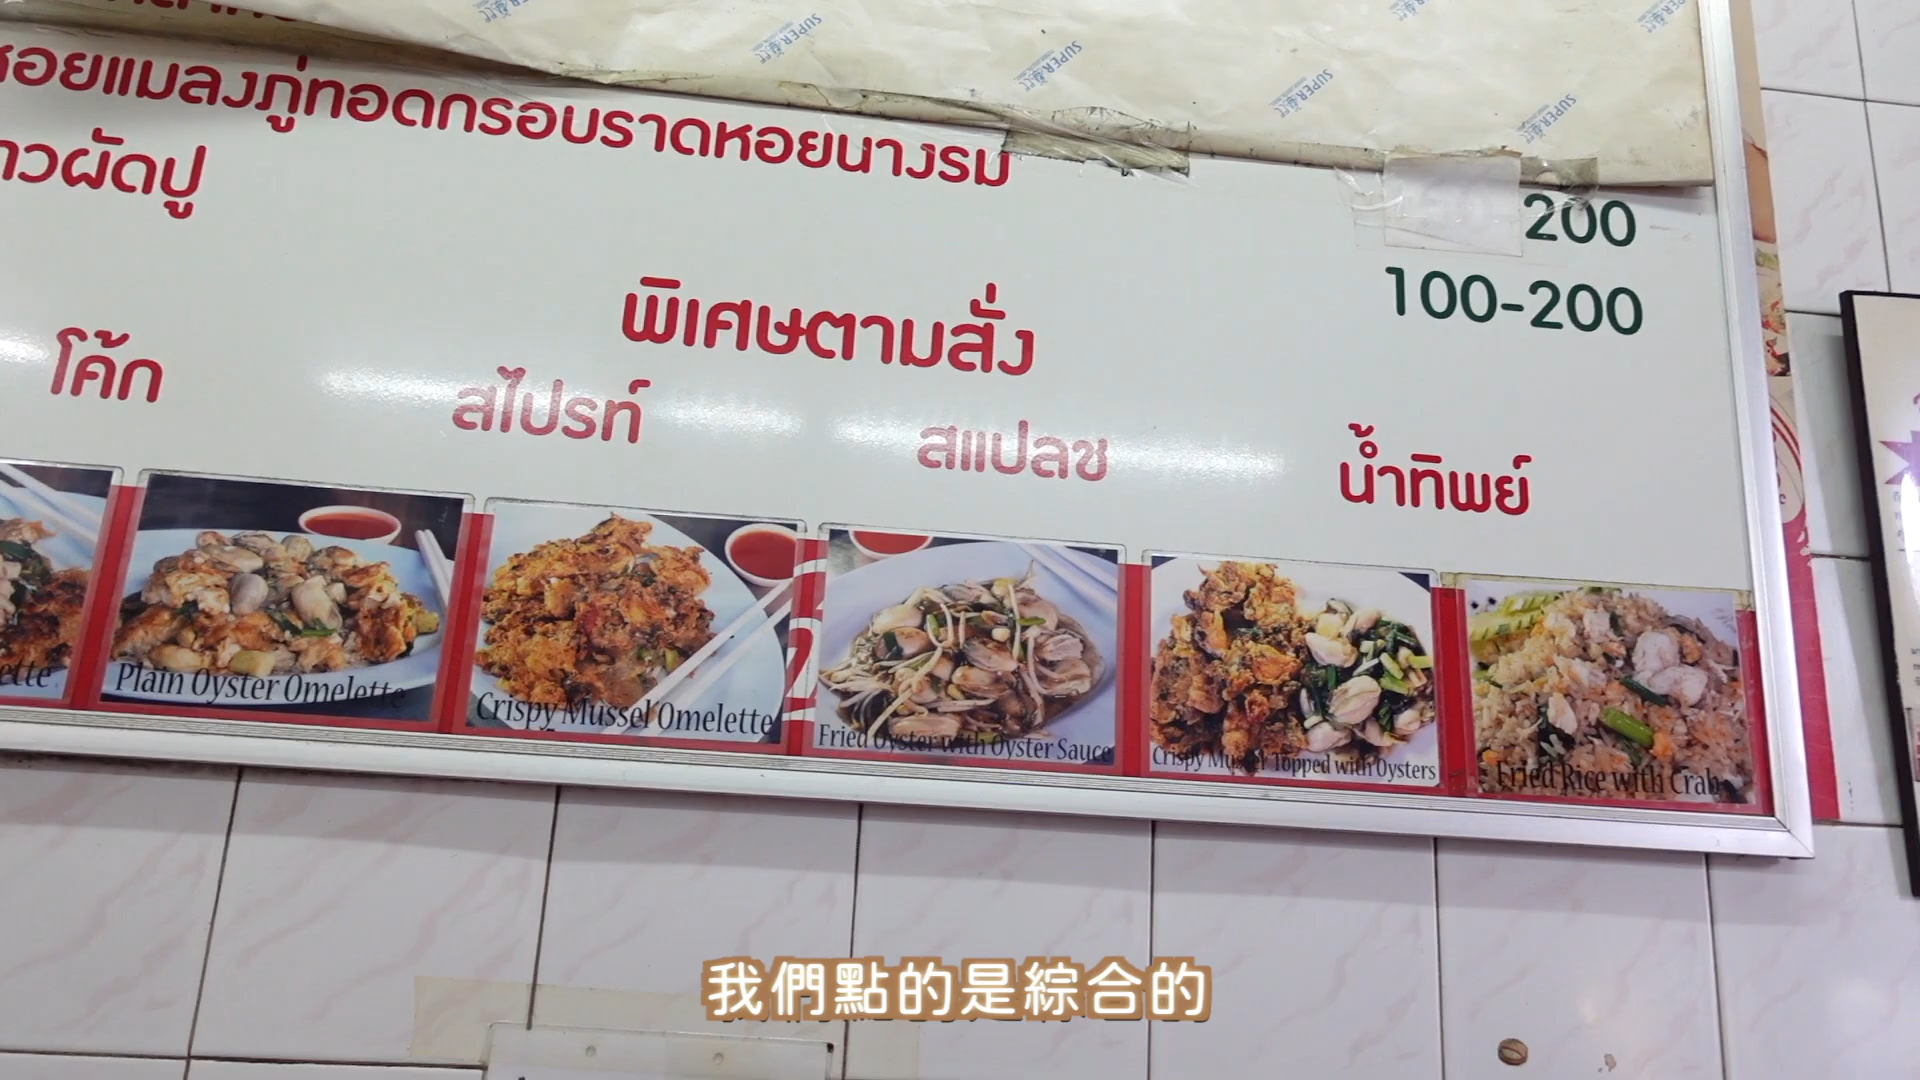 หอยแมลงภู่ทอดกรอบราดหอยนางรม
200
ข้าวผัดปู
100-200
พิเศษตามสั่ง
โค้ก
สไปรท์
สแปลช
น้ำทิพย์
Plain Oyster Omelette
Crispy Mussel Omelette
Fried Oyster with Oyster Sauce
Crispy Mussel Topped with Oysters
Fried Rice with Crab
我們點的是綜合的